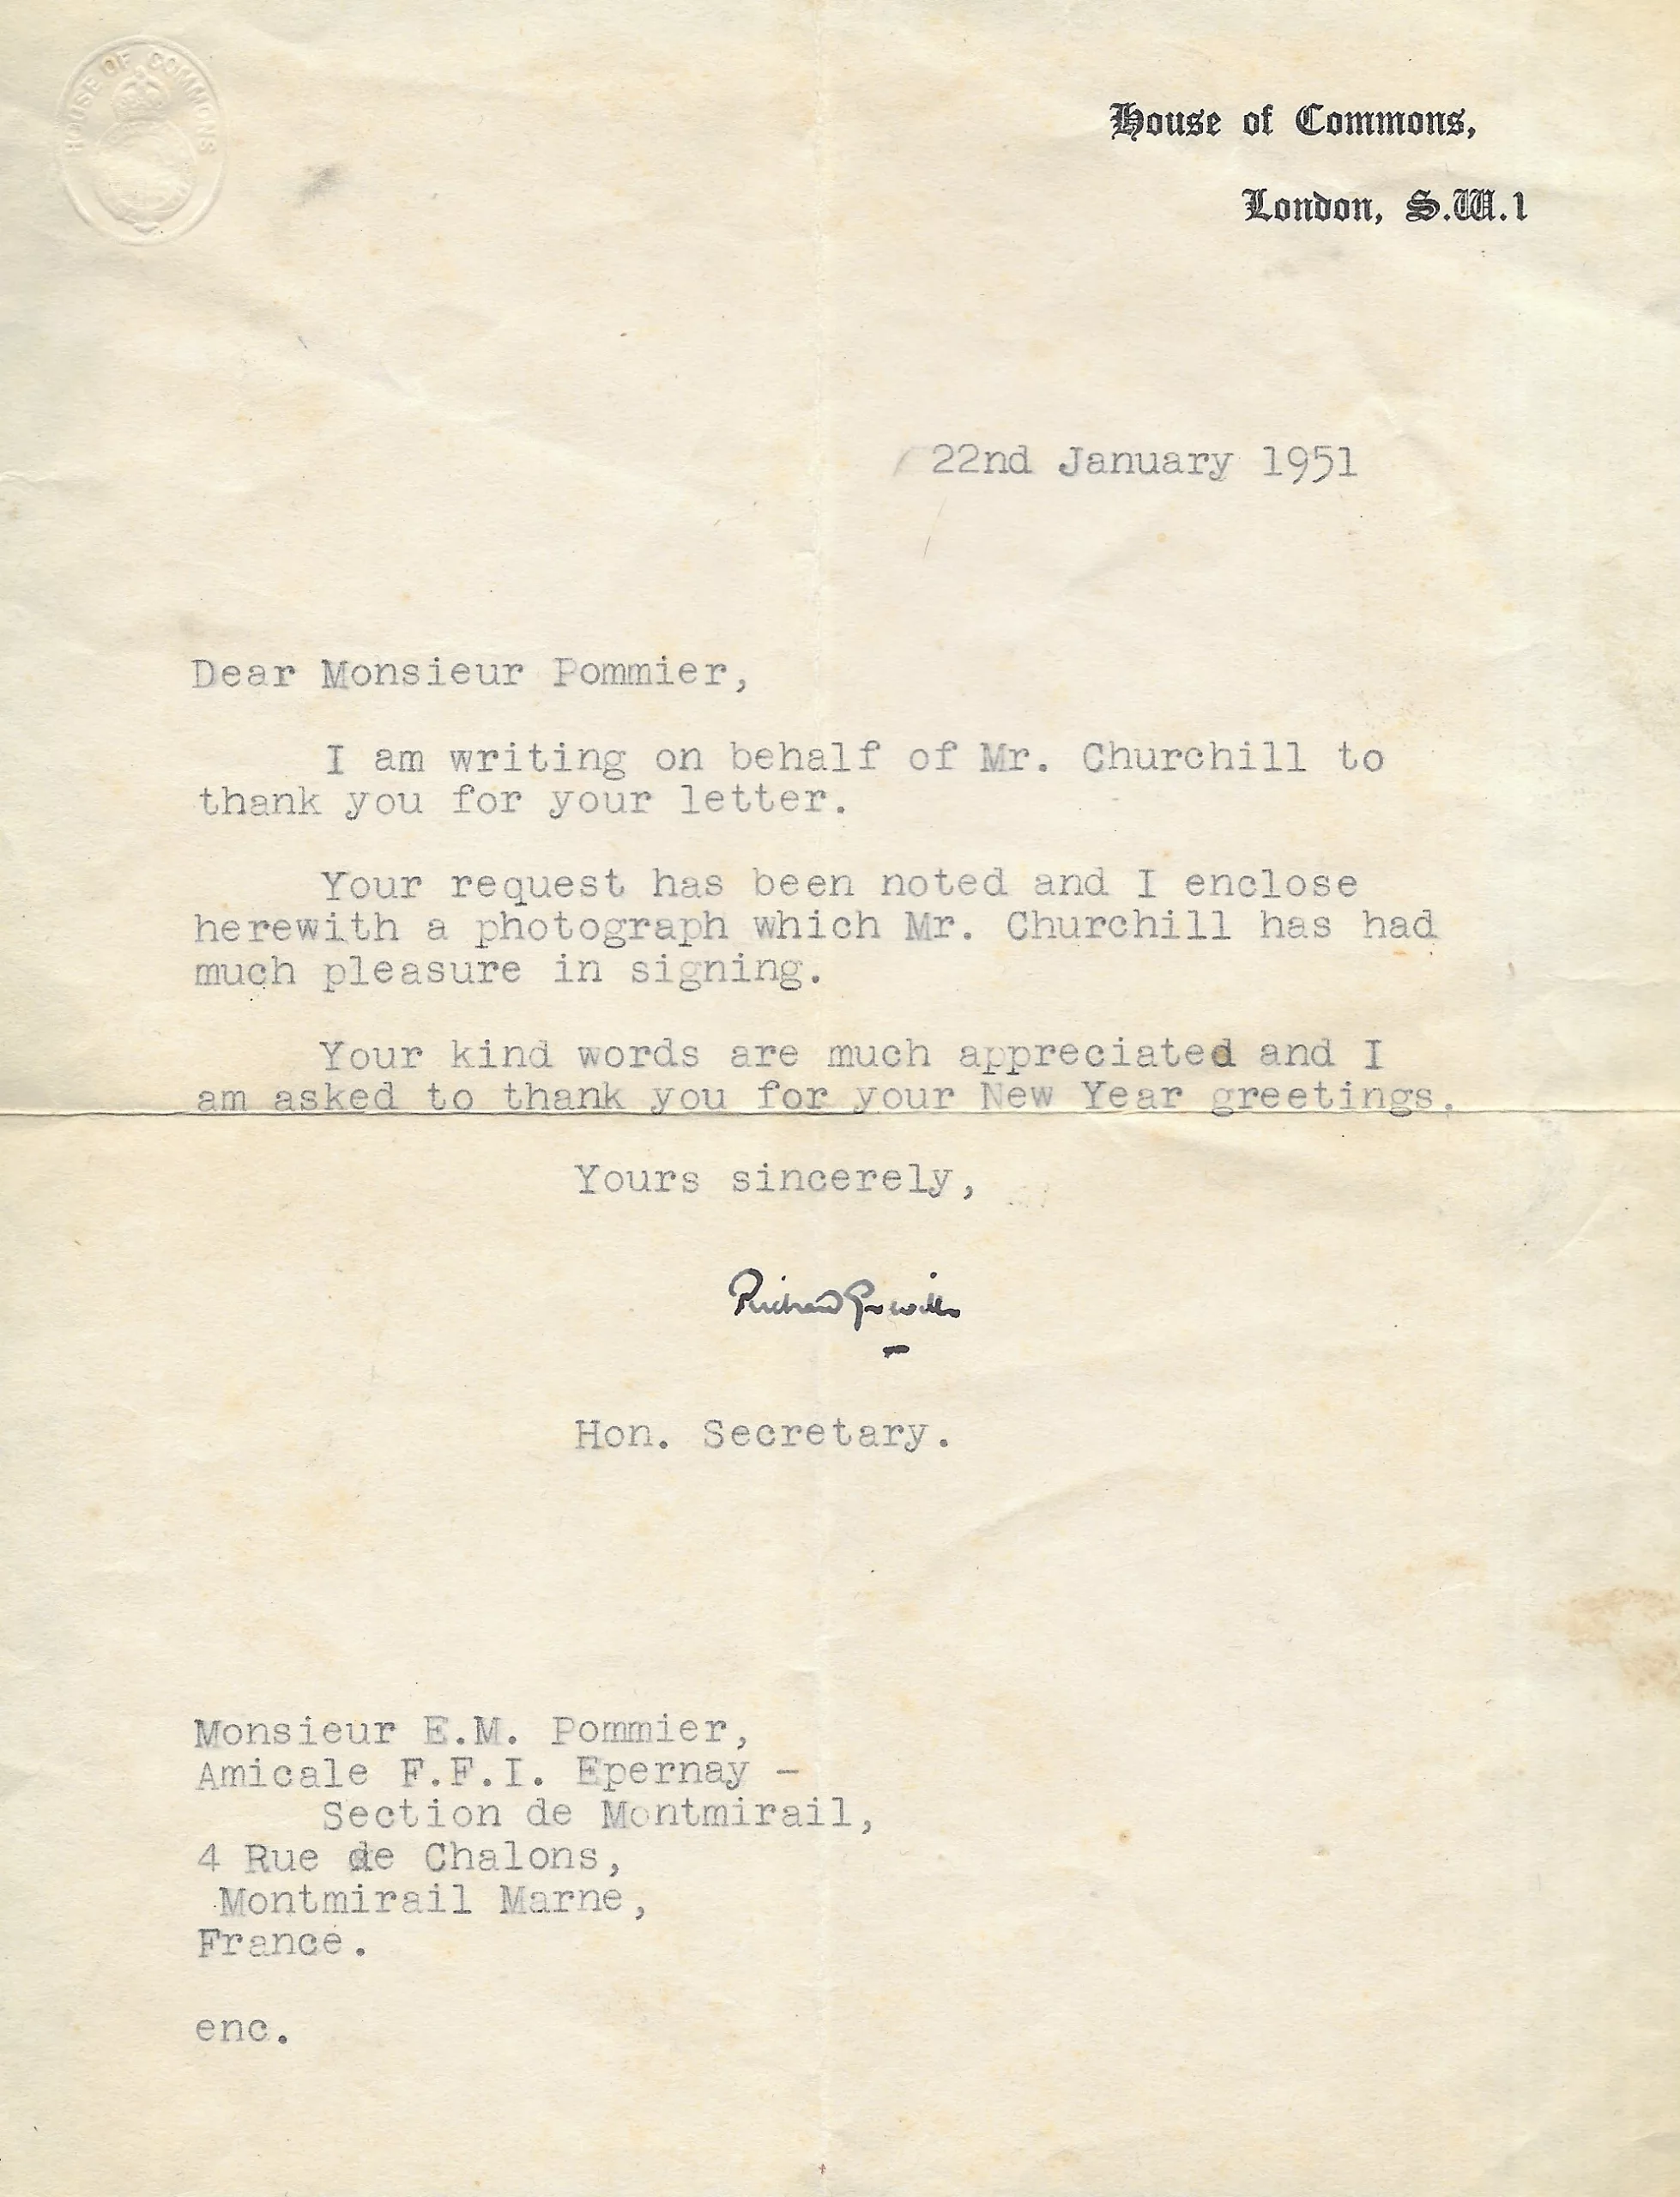 HOUSE OF COMMONS
House of Commons,
London, S.W.1
22nd January 1951
Dear Monsieur Pommier,
I am writing on behalf of Mr. Churchill to
thank you for your letter.
Your request has been noted and I enclose
herewith a photograph which Mr. Churchill has had
much pleasure in signing.
Your kind words are much appreciated and I
am asked to thank you for your New Year greetings.
Yours sincerely,
Richard
Hon. Secretary.
Monsieur E.M. Pommier,
Amicale F.F.I. Epernay -
Section de Montmirail,
4 Rue de Chalons,
Montmirail Marne,
France.
enc.